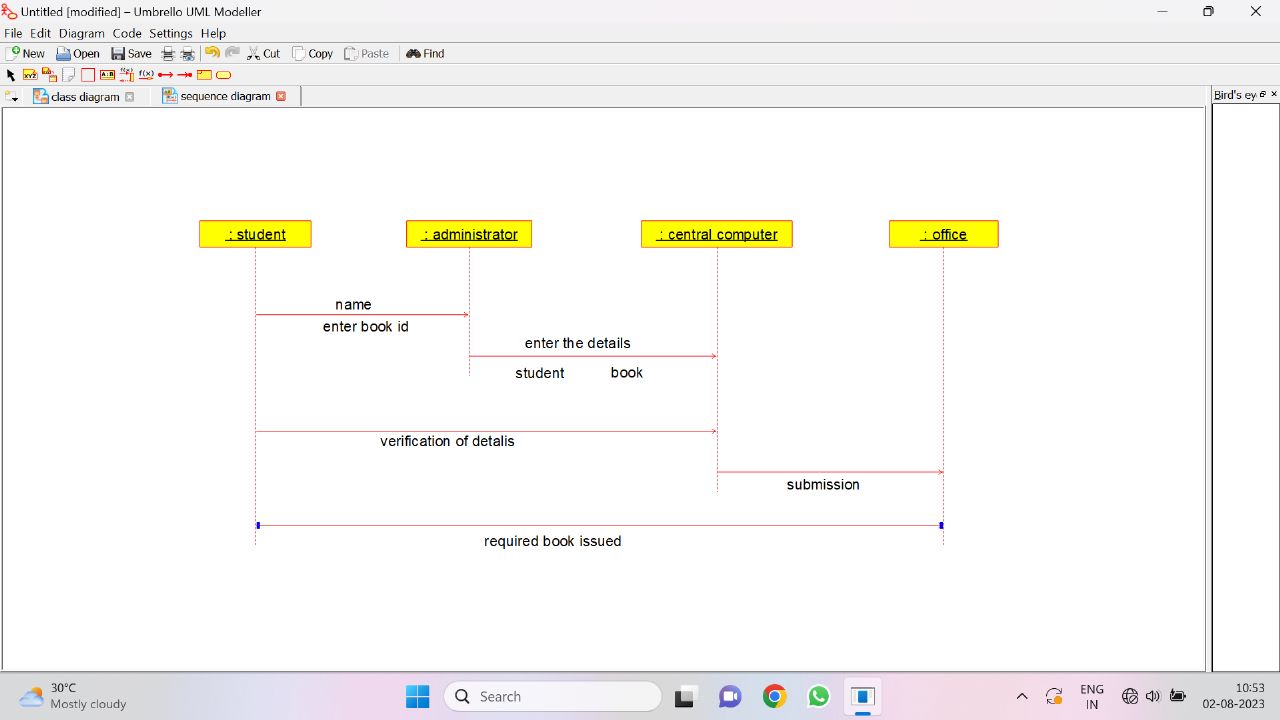 Untitled [modified] – Umbrello UML Modeller
File Edit Diagram Code Settings Help
New Open Save Cut Copy Paste Find
class diagram sequence diagram Bird's ey
: student : administrator : central computer : office
name
enter book id
enter the details
student book
verification of detalis
submission
required book issued
30°C
Mostly cloudy
Search
ENG
IN
10:53
02-08-2023